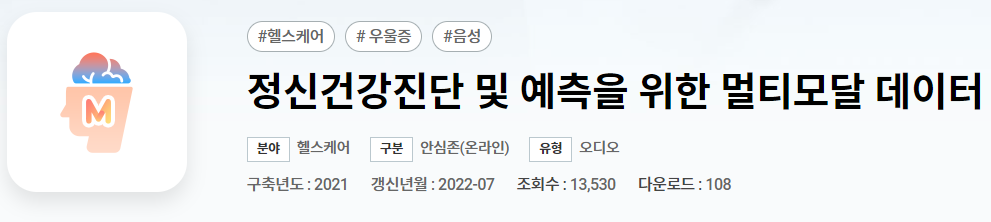 #헬스케어 # 우울증 #음성
M
정신건강진단 및 예측을 위한 멀티모달 데이터
분야 헬스케어 구분 안심존(온라인) 유형 오디오
구축년도 : 2021 갱신년월 : 2022-07 조회수 : 13,530 다운로드 : 108